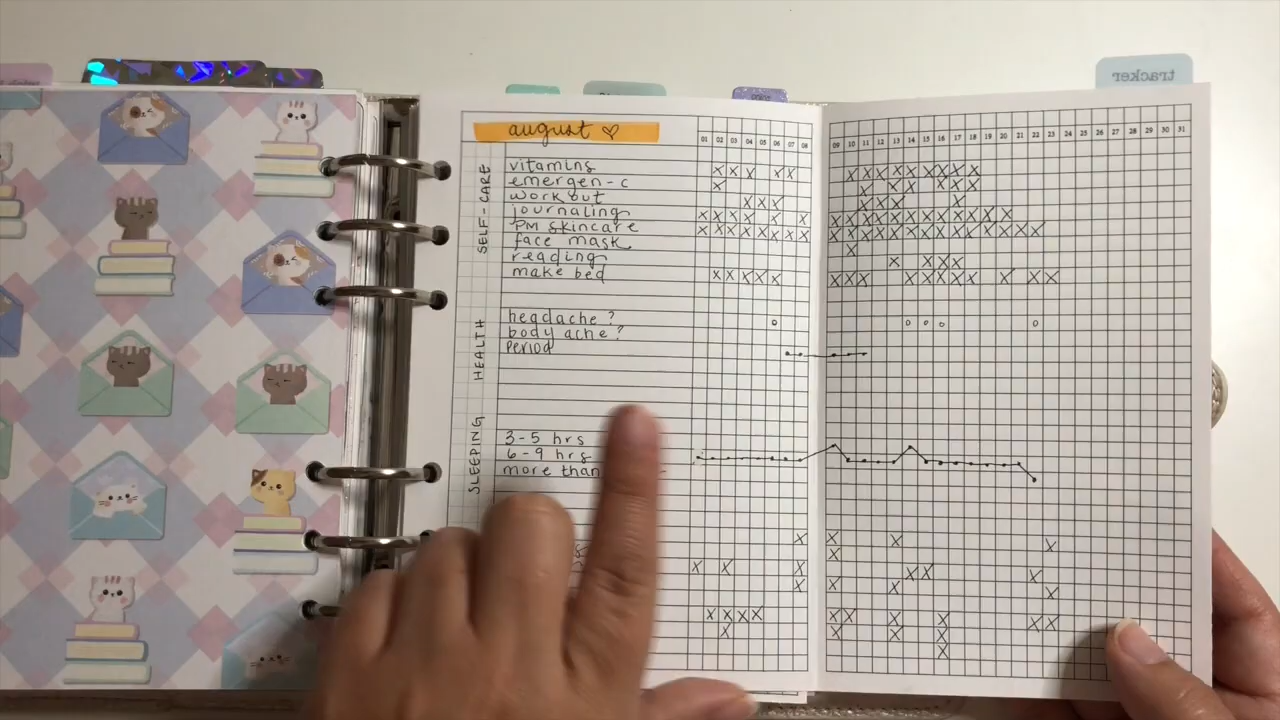 tracker
august ♡
01 02 03 04 05 06 07 08 09 10 11 12 13 14 15 16 17 18 19 20 21 22 23 24 25 26 27 28 29 30 31
SELF-CARE
vitamins
emergen-c
work out
journaling
PM skincare
face mask
reading
make bed
HEALTH
headache?
body ache?
Period
SLEEPING
3-5 hrs
6-9 hrs
more than